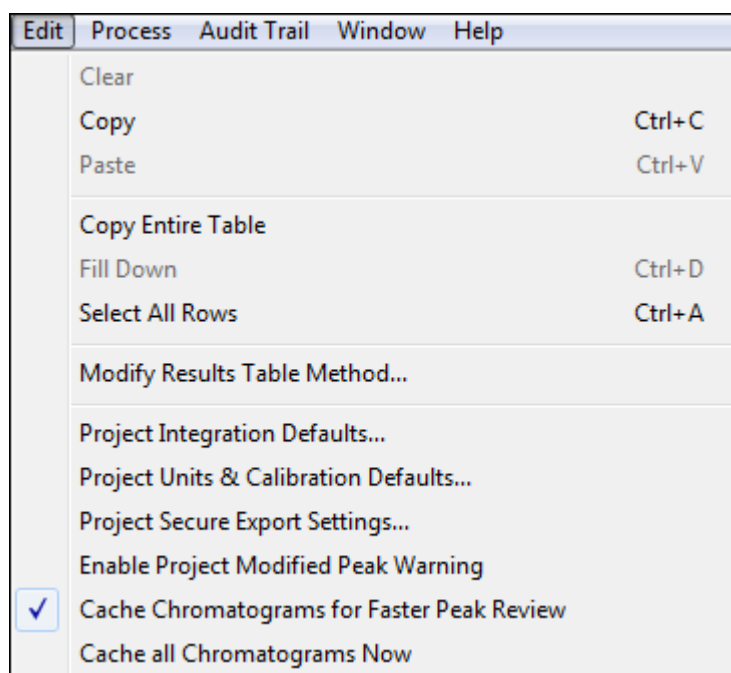 Edit Process Audit Trail Window Help
Clear
Copy Ctrl+C
Paste Ctrl+V
Copy Entire Table
Fill Down Ctrl+D
Select All Rows Ctrl+A
Modify Results Table Method...
Project Integration Defaults...
Project Units & Calibration Defaults...
Project Secure Export Settings...
Enable Project Modified Peak Warning
Cache Chromatograms for Faster Peak Review
Cache all Chromatograms Now